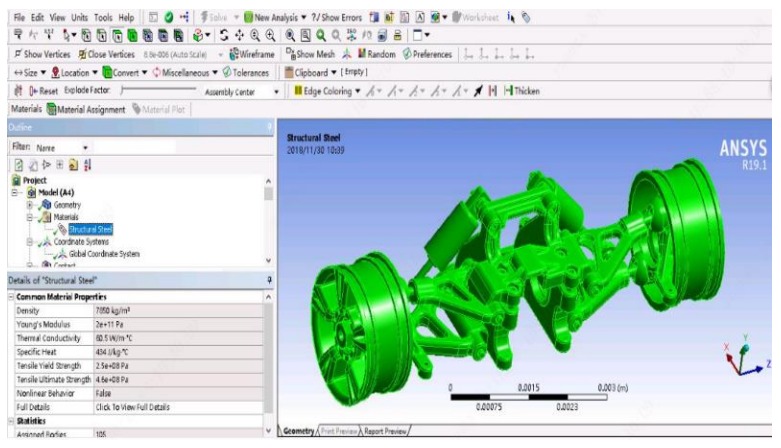 File Edit View Units Tools Help Solve New Analysis ?/ Show Errors Worksheet
Show Vertices Close Vertices (Auto Scale) Wireframe Show Mesh Random Preferences
Size Location Convert Miscellaneous Tolerances Clipboard [Empty]
Reset Explode Factor: Assembly Center Edge Coloring Thicken
Materials Material Assignment Material Plot
Outline
Filter: Name
Project
Model (A4)
Geometry
Materials
Structural Steel
Coordinate Systems
Global Coordinate System
Details of "Structural Steel"
Common Material Properties
Density 7850 kg/m³
Young's Modulus 2e+11 Pa
Thermal Conductivity 60.5 W/m·°C
Specific Heat 434 J/kg·°C
Tensile Yield Strength 2.5e+08 Pa
Tensile Ultimate Strength 4.6e+08 Pa
Nonlinear Behavior False
Full Details Click To View Full Details
Statistics
Assigned Bodies 105
Structural Steel
2018/11/30 10:39
ANSYS
R19.1
X Y Z
0 0.0015 0.003 (m)
0.00075 0.0023
Geometry Print Preview Report Preview